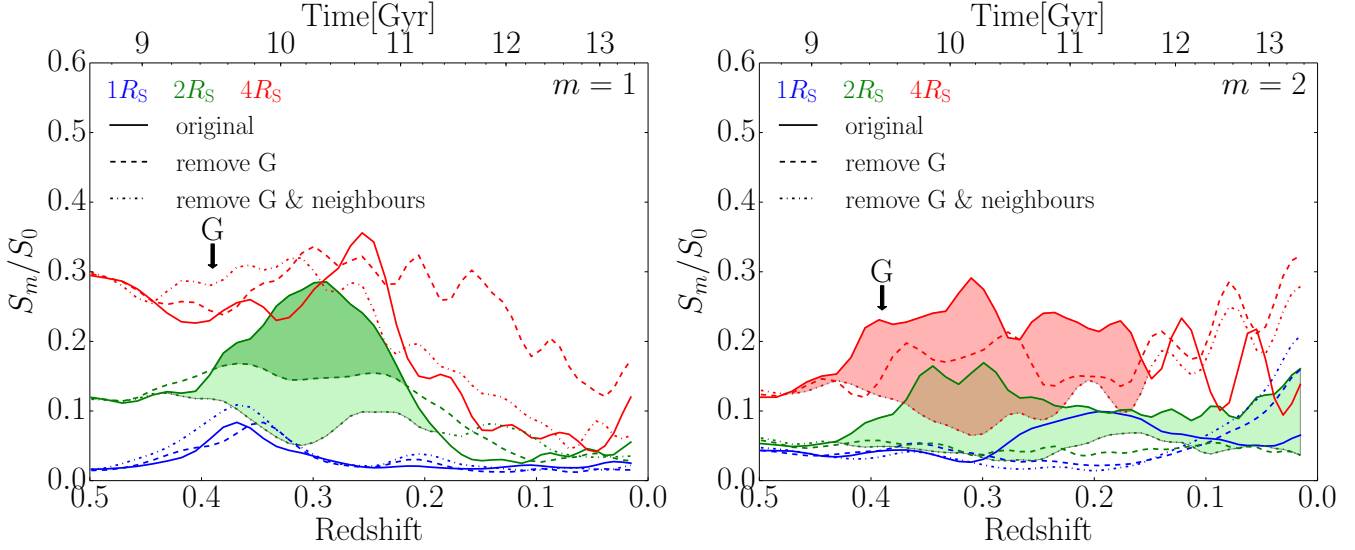 Time[Gyr]
9 10 11 12 13
0.6
0.5
0.4
0.3
0.2
0.1
0.0
S_m/S_0
1R_S 2R_S 4R_S
m = 1
original
remove G
remove G & neighbours
G
0.5 0.4 0.3 0.2 0.1 0.0
Redshift
Time[Gyr]
9 10 11 12 13
0.6
0.5
0.4
0.3
0.2
0.1
0.0
S_m/S_0
1R_S 2R_S 4R_S
m = 2
original
remove G
remove G & neighbours
G
0.5 0.4 0.3 0.2 0.1 0.0
Redshift